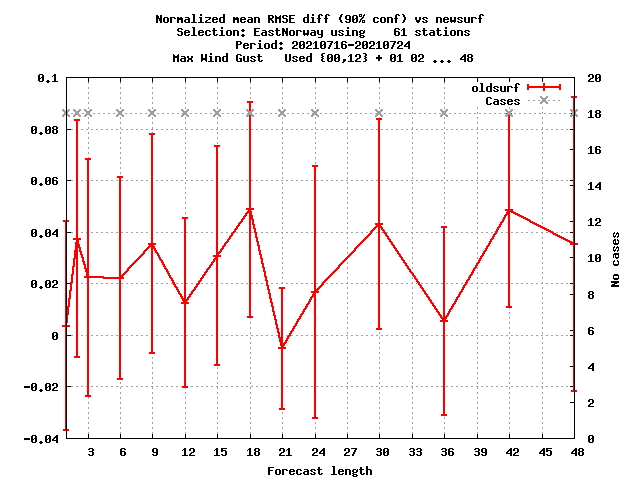 Normalized mean RMSE diff (90% conf) vs newsurf
Selection: EastNorway using    61 stations
Period: 20210716-20210724
Max Wind Gust   Used {00,12} + 01 02 ... 48
0.1
0.08
0.06
0.04
0.02
0
-0.02
-0.04
20
18
16
14
12
10
8
6
4
2
0
No cases
oldsurf
Cases
3 6 9 12 15 18 21 24 27 30 33 36 39 42 45 48
Forecast length